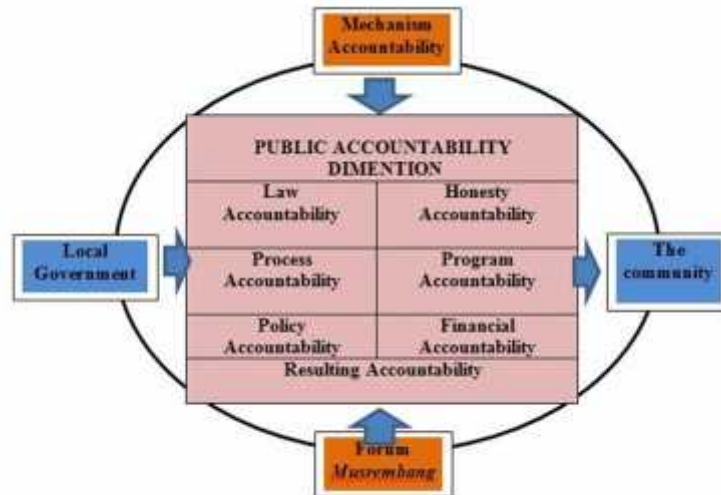 Mechanism
Accountability
PUBLIC ACCOUNTABILITY
DIMENTION
Law
Accountability
Honesty
Accountability
Local
Government
Process
Accountability
Program
Accountability
The
community
Policy
Accountability
Financial
Accountability
Resulting Accountability
Forum
Musrembang